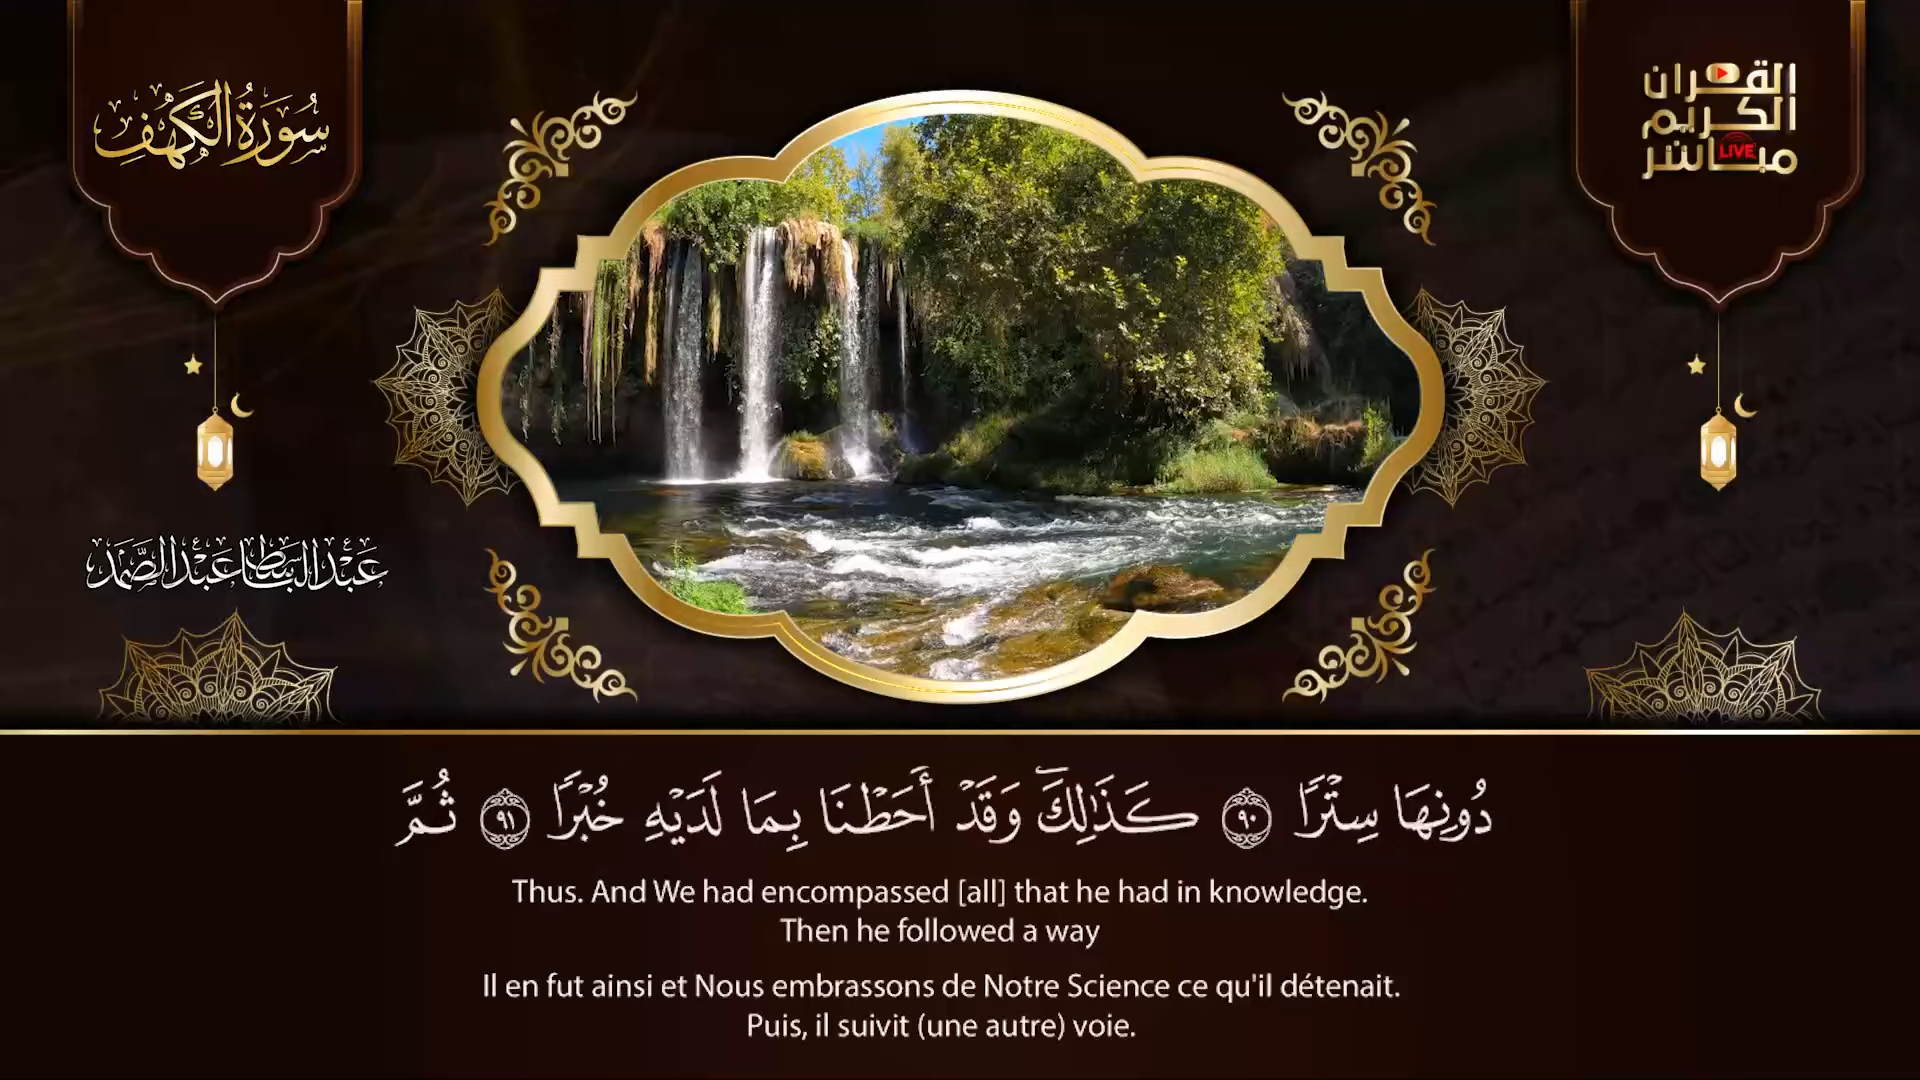 سُورَةُ الْكَهْفِ
القرآن
الكريم
مباشر
LIVE
عبد الباسط عبد الصمد
دُونِهَا سِتْرًا ٩٠ كَذَٰلِكَۖ وَقَدْ أَحَطْنَا بِمَا لَدَيْهِ خُبْرًا ٩١ ثُمَّ
Thus. And We had encompassed [all] that he had in knowledge.
Then he followed a way
Il en fut ainsi et Nous embrassons de Notre Science ce qu'il détenait.
Puis, il suivit (une autre) voie.